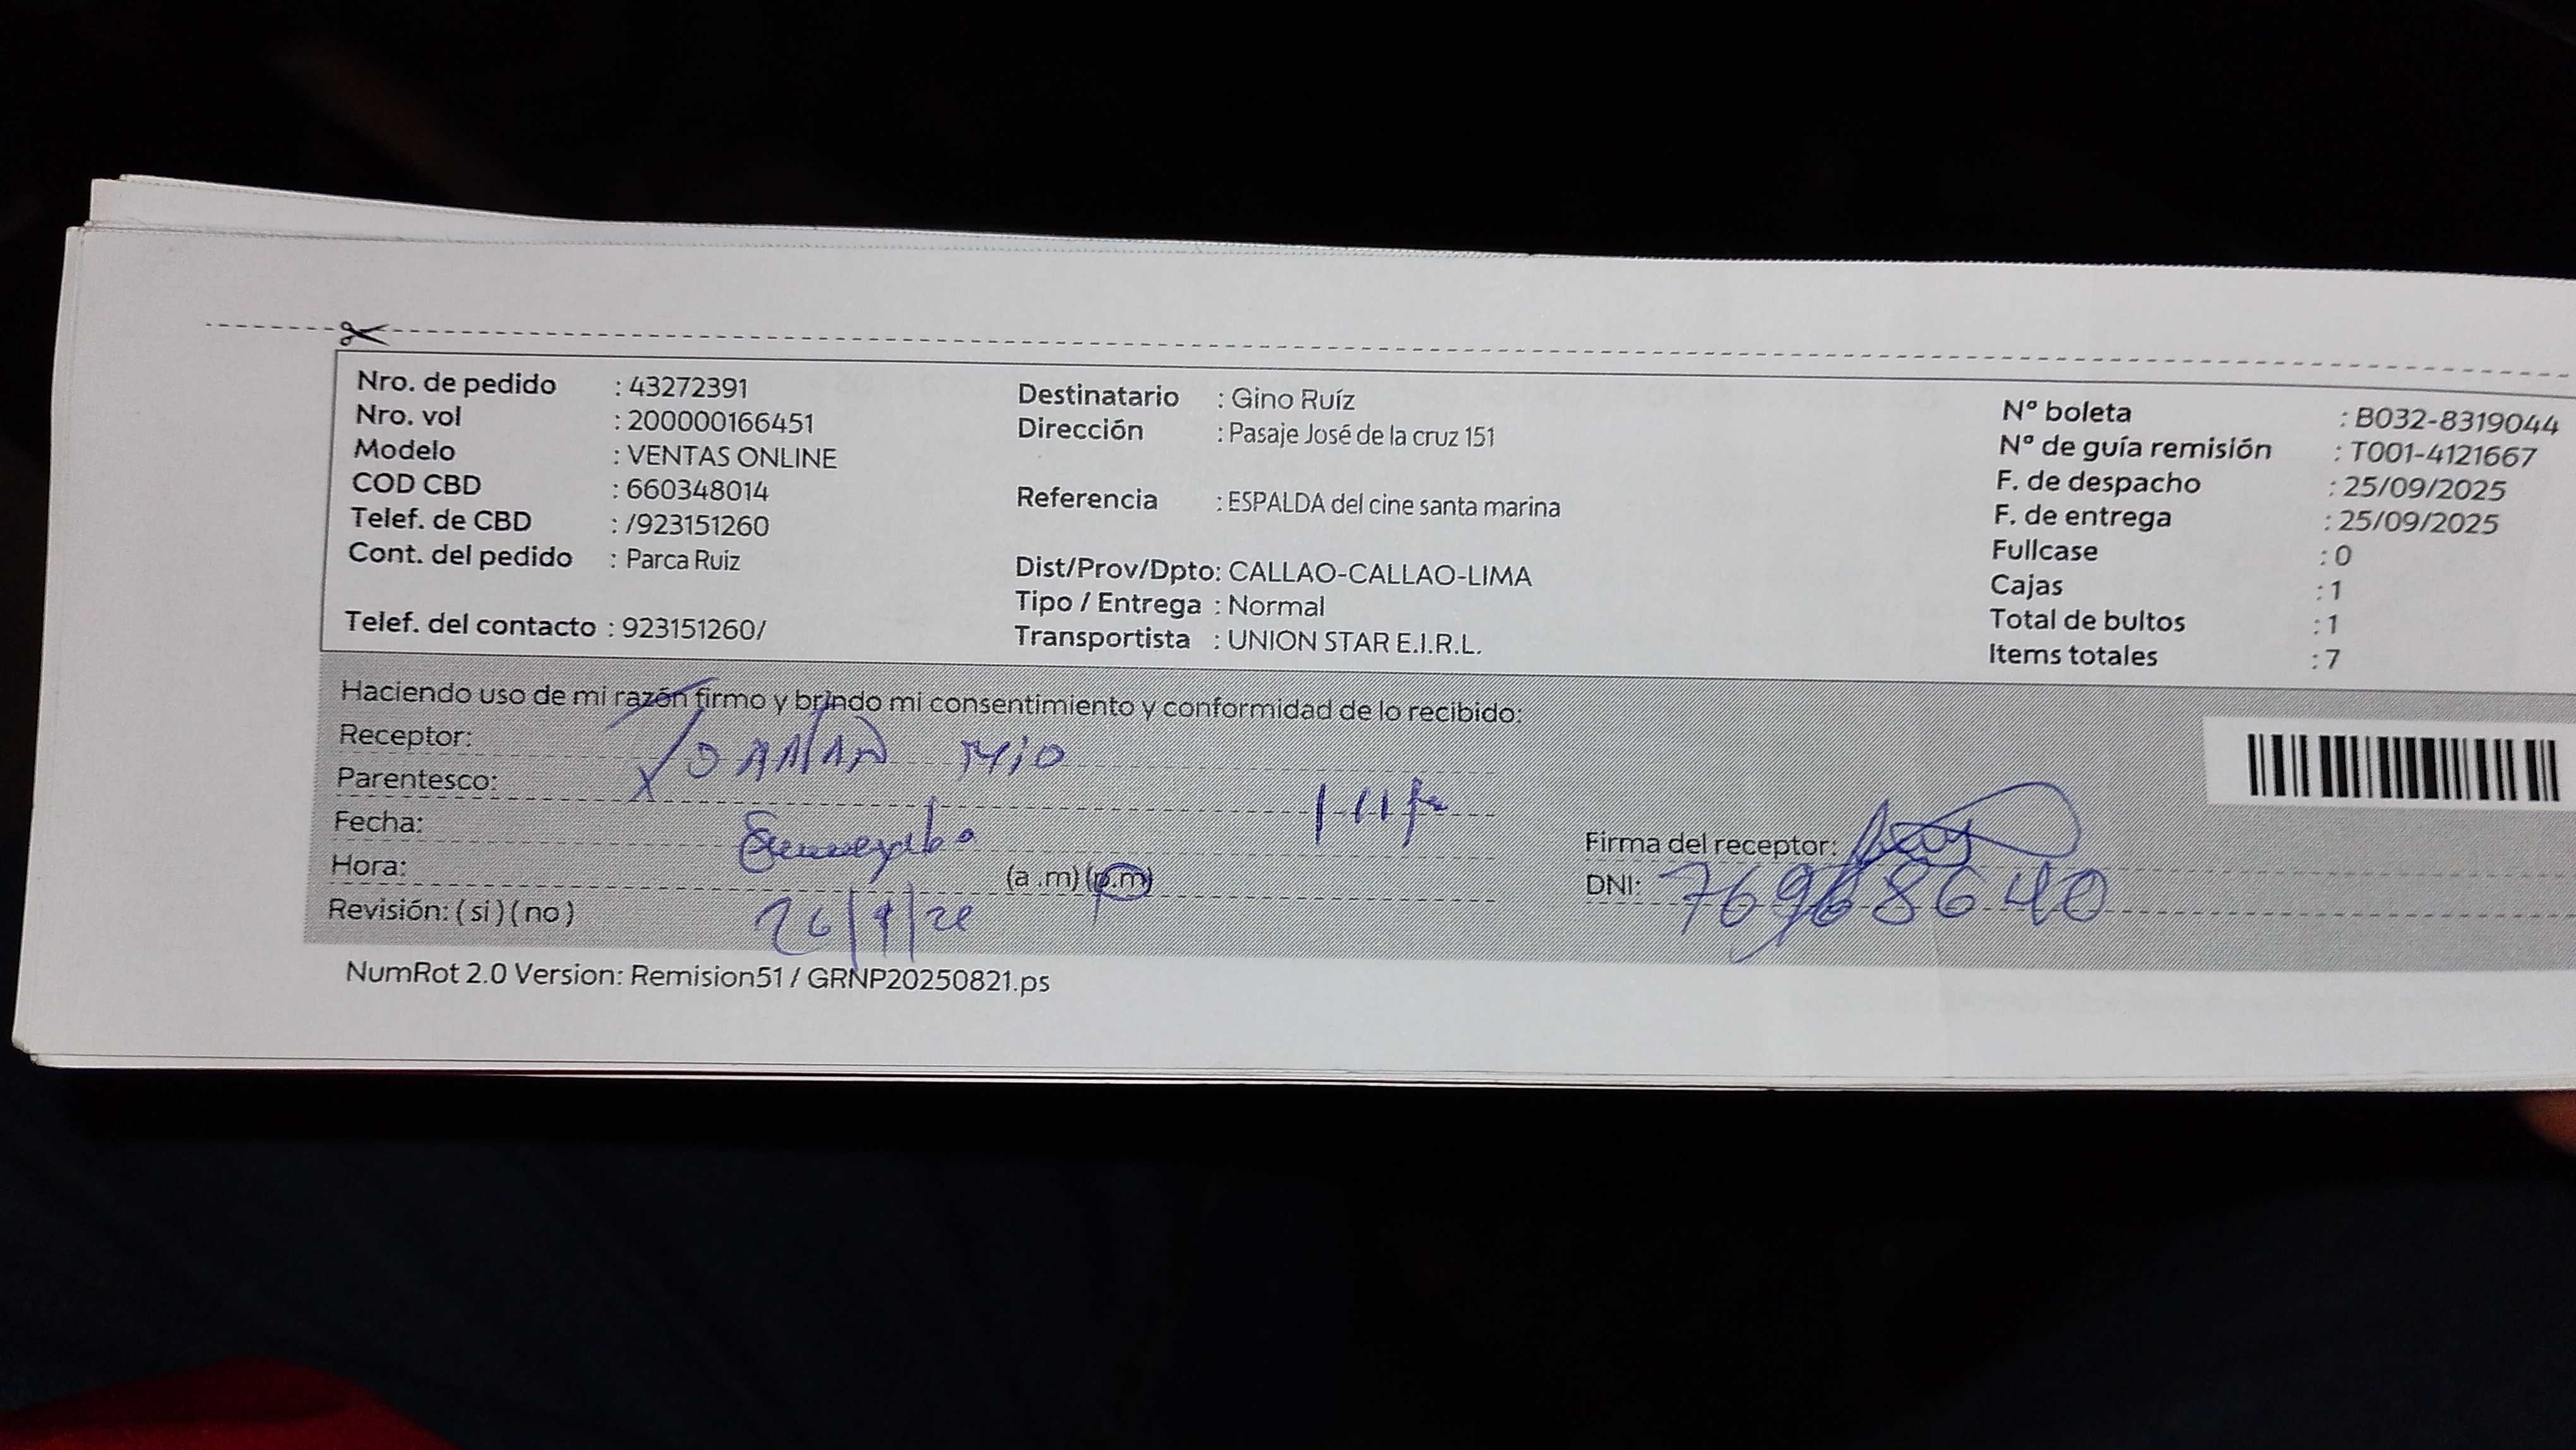 Nro. de pedido : 43272391
Nro. vol : 200000166451
Modelo : VENTAS ONLINE
COD CBD : 660348014
Telef. de CBD : /923151260
Cont. del pedido : Parca Ruiz
Telef. del contacto : 923151260/
Destinatario : Gino Ruíz
Dirección : Pasaje José de la cruz 151
Referencia : ESPALDA del cine santa marina
Dist/Prov/Dpto: CALLAO-CALLAO-LIMA
Tipo / Entrega : Normal
Transportista : UNION STAR E.I.R.L.
Nº boleta : B032-8319044
Nº de guía remisión : T001-4121667
F. de despacho : 25/09/2025
F. de entrega : 25/09/2025
Fullcase : 0
Cajas : 1
Total de bultos : 1
Items totales : 7
Haciendo uso de mi razón firmo y brindo mi consentimiento y conformidad de lo recibido:
Receptor:
Parentesco:
Fecha:
Hora: (a .m) (p.m)
Revisión: ( si ) ( no )
Firma del receptor:
DNI:
NumRot 2.0 Version: Remision51 / GRNP20250821.ps